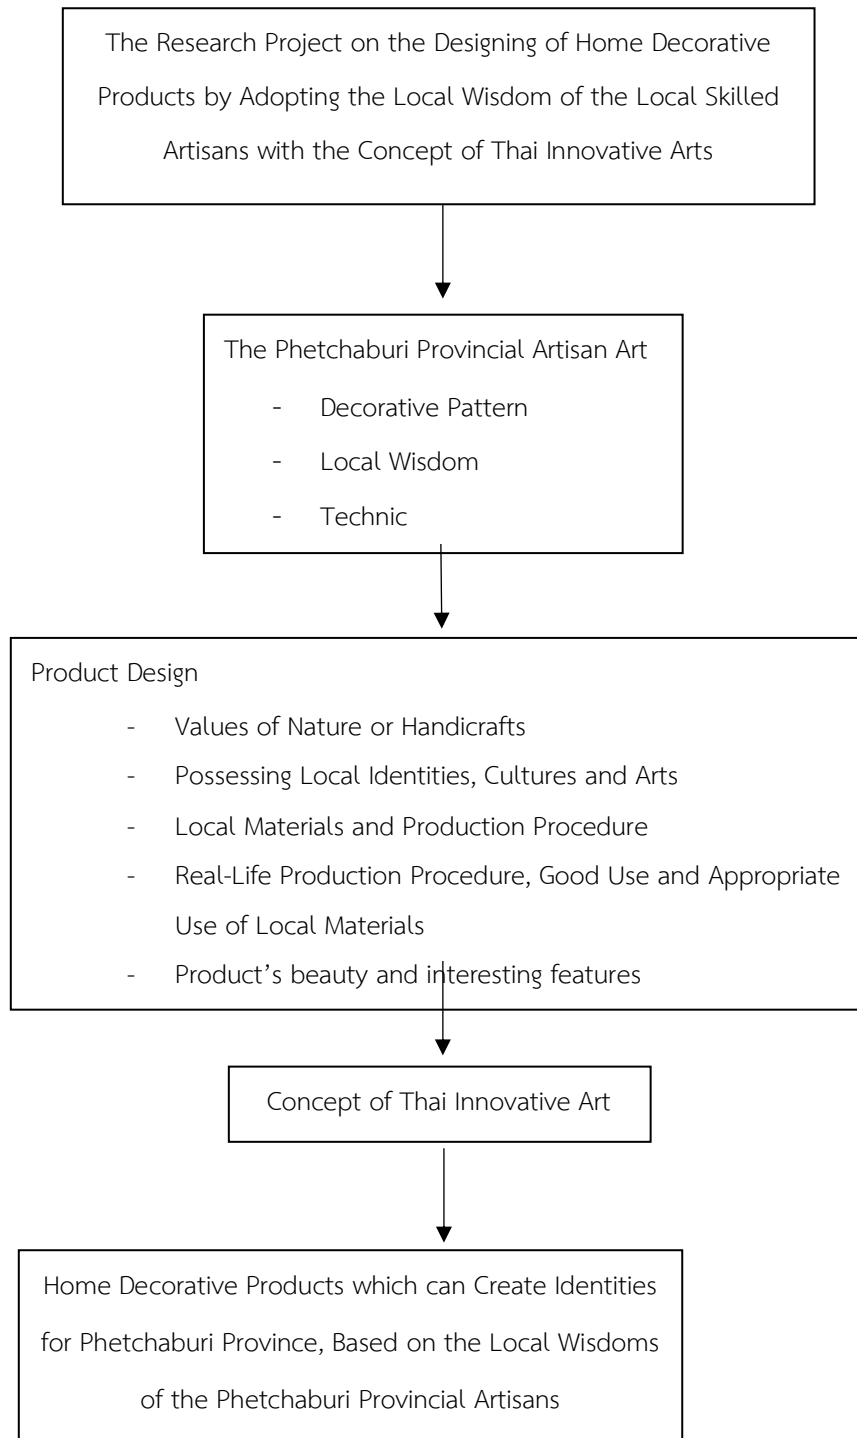 The Research Project on the Designing of Home Decorative
Products by Adopting the Local Wisdom of the Local Skilled
Artisans with the Concept of Thai Innovative Arts
The Phetchaburi Provincial Artisan Art
- Decorative Pattern
- Local Wisdom
- Technic
Product Design
- Values of Nature or Handicrafts
- Possessing Local Identities, Cultures and Arts
- Local Materials and Production Procedure
- Real-Life Production Procedure, Good Use and Appropriate
Use of Local Materials
- Product's beauty and interesting features
Concept of Thai Innovative Art
Home Decorative Products which can Create Identities
for Phetchaburi Province, Based on the Local Wisdoms
of the Phetchaburi Provincial Artisans